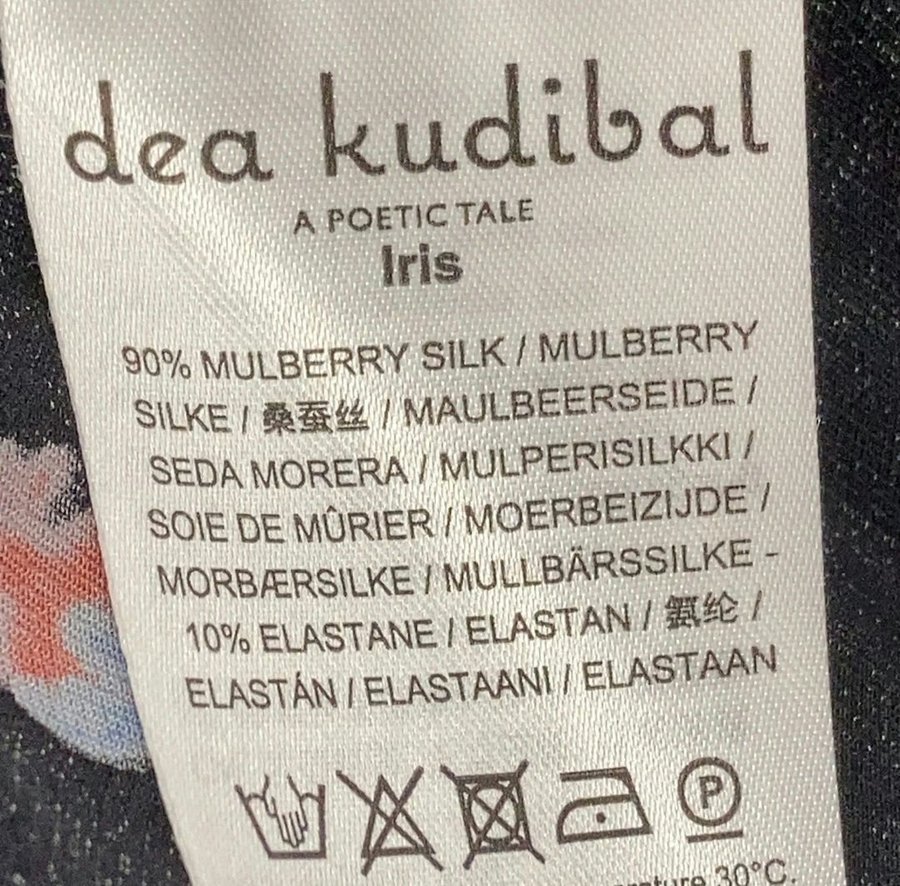 dea kudibal
A POETIC TALE
Iris
90% MULBERRY SILK / MULBERRY
SILKE / 桑蚕丝 / MAULBEERSEIDE /
SEDA MORERA / MULPERISILKKI /
SOIE DE MÛRIER / MOERBEIZIJDE /
MORBÆRSILKE / MULLBÄRSSILKE -
10% ELASTANE / ELASTAN / 氨纶 /
ELASTÁN / ELASTAANI / ELASTAAN
P
30°C.